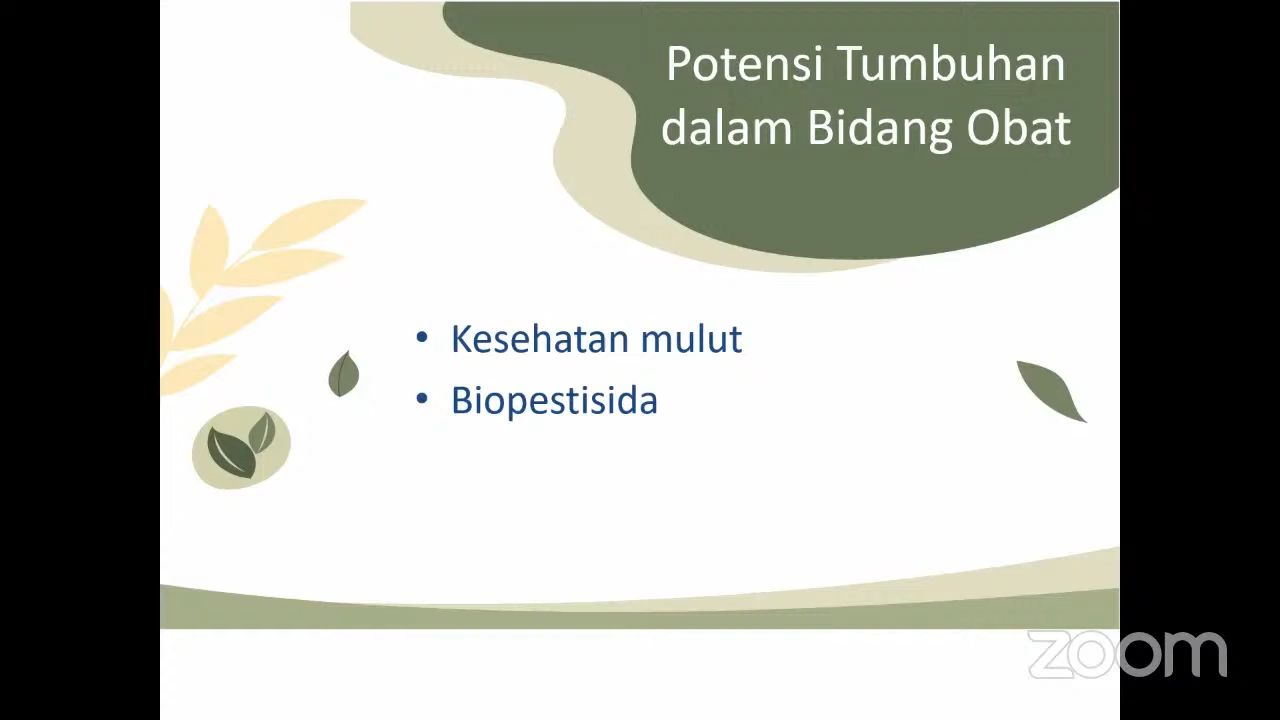 Potensi Tumbuhan
dalam Bidang Obat
• Kesehatan mulut
• Biopestisida
zoom